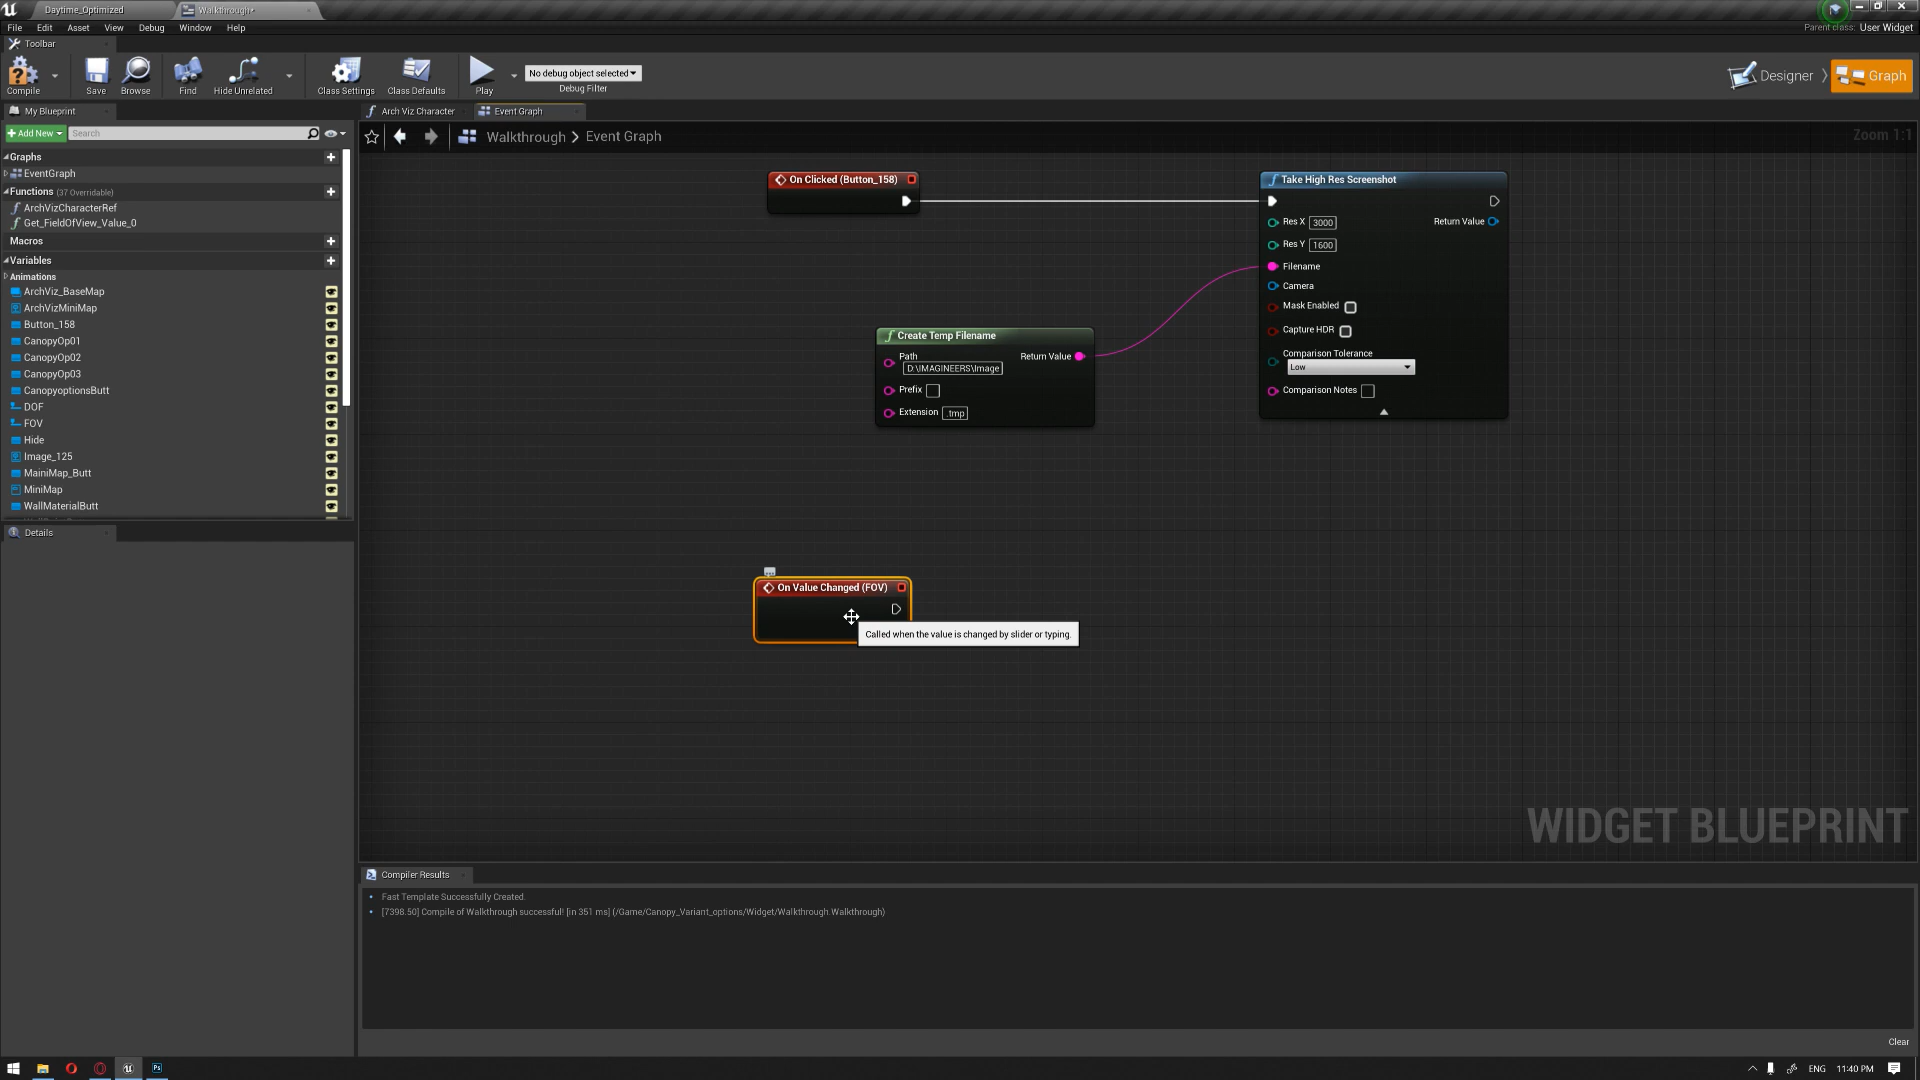 Daytime_Optimized
Walkthrough*
File Edit Asset View Debug Window Help
Parent class: User Widget
Toolbar
Compile
Save
Browse
Find
Hide Unrelated
Class Settings
Class Defaults
Play
No debug object selected
Debug Filter
Designer
Graph
My Blueprint
Arch Viz Character
Event Graph
Add New
Search
Walkthrough > Event Graph
Zoom 1:1
Graphs
EventGraph
Functions (37 Overridable)
ArchVizCharacterRef
Get_FieldOfView_Value_0
Macros
Variables
Animations
ArchViz_BaseMap
ArchVizMiniMap
Button_158
CanopyOp01
CanopyOp02
CanopyOp03
CanopyoptionsButt
DOF
FOV
Hide
Image_125
MainiMap_Butt
MiniMap
WallMaterialButt
Details
On Clicked (Button_158)
Take High Res Screenshot
Res X 3000
Return Value
Res Y 1600
Filename
Camera
Mask Enabled
Capture HDR
Comparison Tolerance
Low
Comparison Notes
Create Temp Filename
Path
Return Value
D:\IMAGINEERS\Image
Prefix
Extension .tmp
On Value Changed (FOV)
Called when the value is changed by slider or typing.
WIDGET BLUEPRINT
Compiler Results
Fast Template Successfully Created.
[7398.50] Compile of Walkthrough successful! [in 351 ms] (/Game/Canopy_Variant_options/Widget/Walkthrough.Walkthrough)
Clear
ENG 11:40 PM